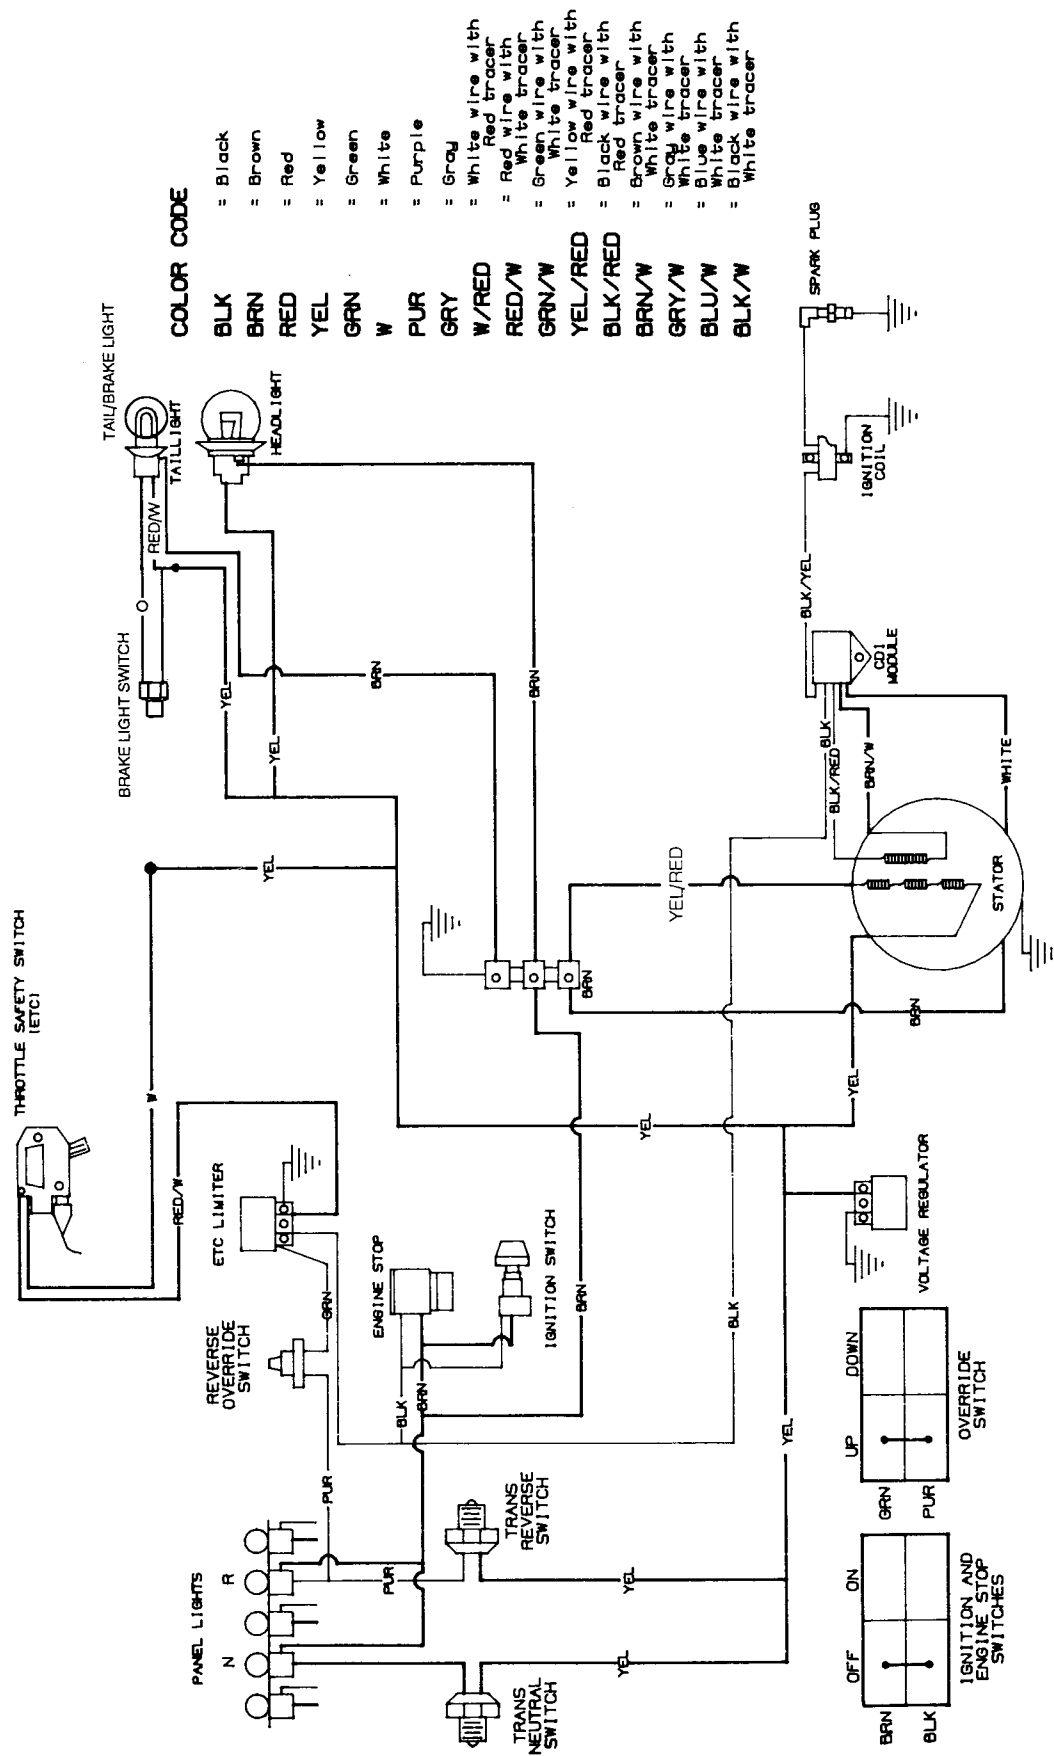 COLOR CODE
BLK = Black
BRN = Brown
RED = Red
YEL = Yellow
GRN = Green
W = White
PUR = Purple
GRY = Gray
W/RED = White wire with
Red tracer
RED/W = Red wire with
White tracer
GRN/W = Green wire with
White tracer
YEL/RED = Yellow wire with
Red tracer
BLK/RED = Black wire with
Red tracer
BRN/W = Brown wire with
White tracer
GRY/W = Gray wire with
White tracer
BLU/W = Blue wire with
White tracer
BLK/W = Black wire with
White tracer
TAIL/BRAKE LIGHT
TAILLIGHT
HEADLIGHT
RED/W
BRAKE LIGHT SWITCH
YEL
YEL
BRN
BRN
YEL
THROTTLE SAFETY SWITCH
(ETC)
W
RED/W
ETC LIMITER
GRN
REVERSE
OVERRIDE
SWITCH
ENGINE STOP
IGNITION SWITCH
BLK
BRN
BRN
PUR
PUR
PANEL LIGHTS
N
R
TRANS
REVERSE
SWITCH
TRANS
NEUTRAL
SWITCH
YEL
YEL
YEL
YEL
YEL
BLK
BRN
BRN
YEL/RED
SPARK PLUG
IGNITION
COIL
BLK/YEL
CDI
MODULE
BLK
BLK/RED
BRN/W
WHITE
STATOR
VOLTAGE REGULATOR
UP
DOWN
GRN
PUR
OVERRIDE
SWITCH
OFF
ON
BRN
BLK
IGNITION AND
ENGINE STOP
SWITCHES